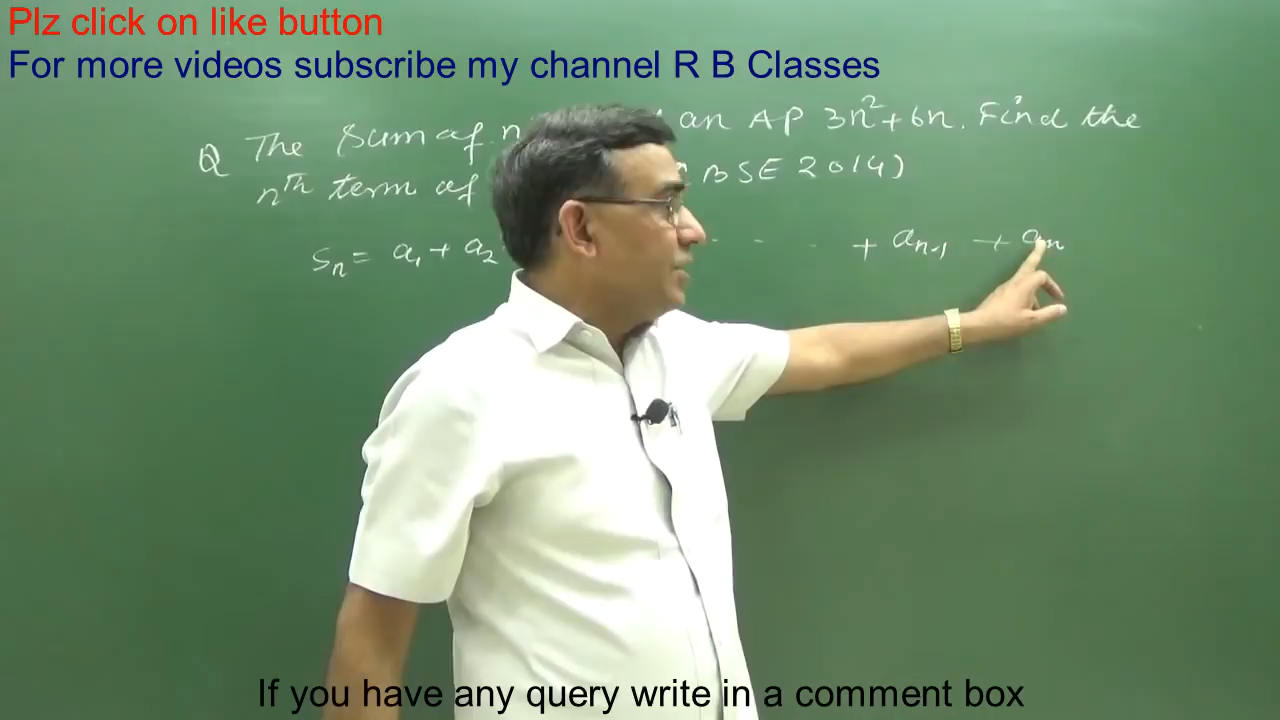 Plz click on like button
For more videos subscribe my channel R B Classes
Q The Sum of n an AP 3n²+6n. Find the
nth term of BSE 2014)
Sn = a1 + a2 - - - + an-1 + an
If you have any query write in a comment box